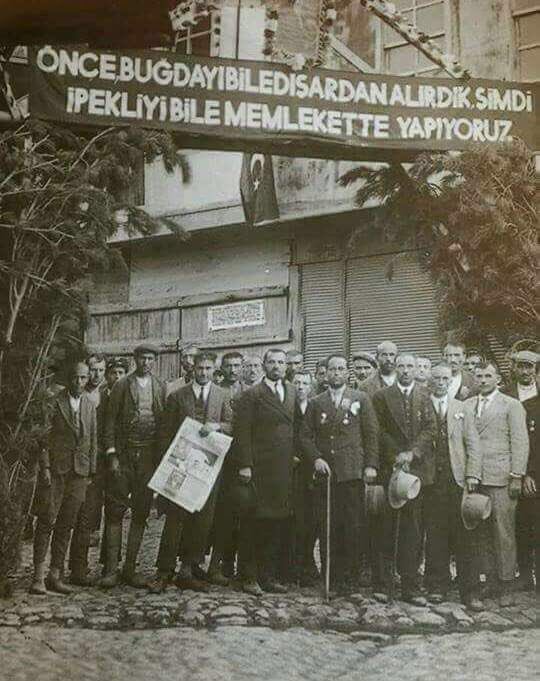 ÖNCE, BUĞDAYI BİLE DIŞARDAN ALIRDIK. ŞİMDİ
İPEKLİYİ BİLE MEMLEKETTE YAPIYORUZ.